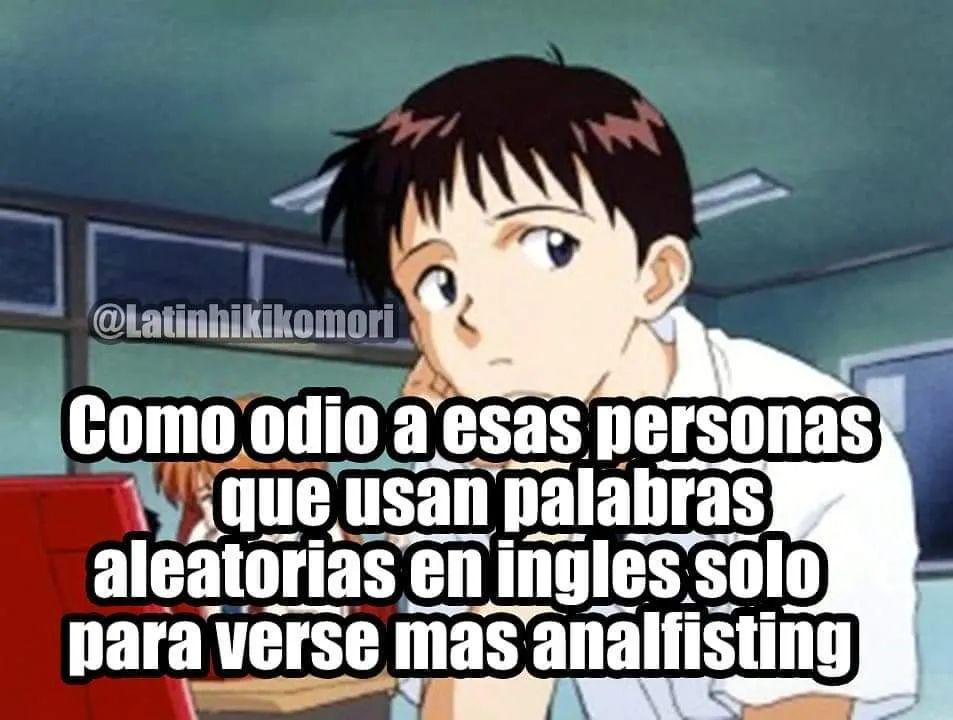 @Latinhikikomori
Como odio a esas personas
que usan palabras
aleatorias en ingles solo
para verse mas analfisting